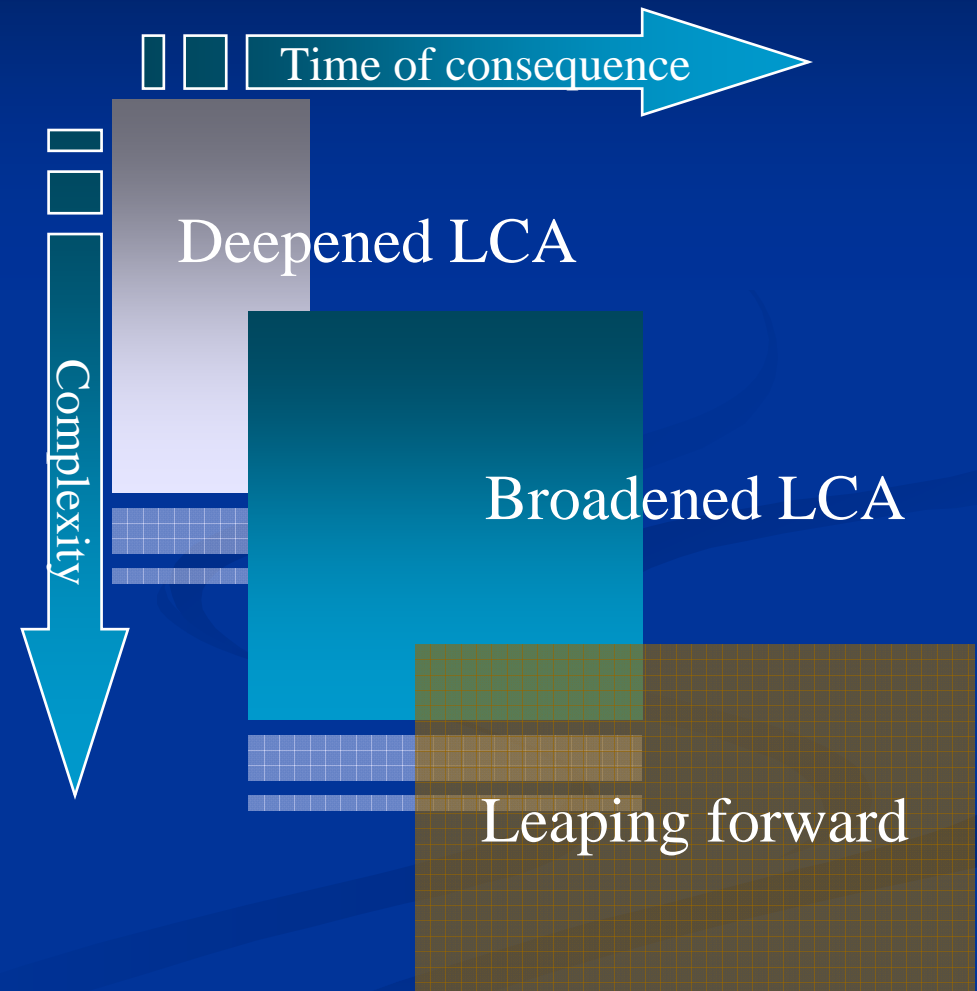 Time of consequence
Deepened LCA
Complexity
Broadened LCA
Leaping forward